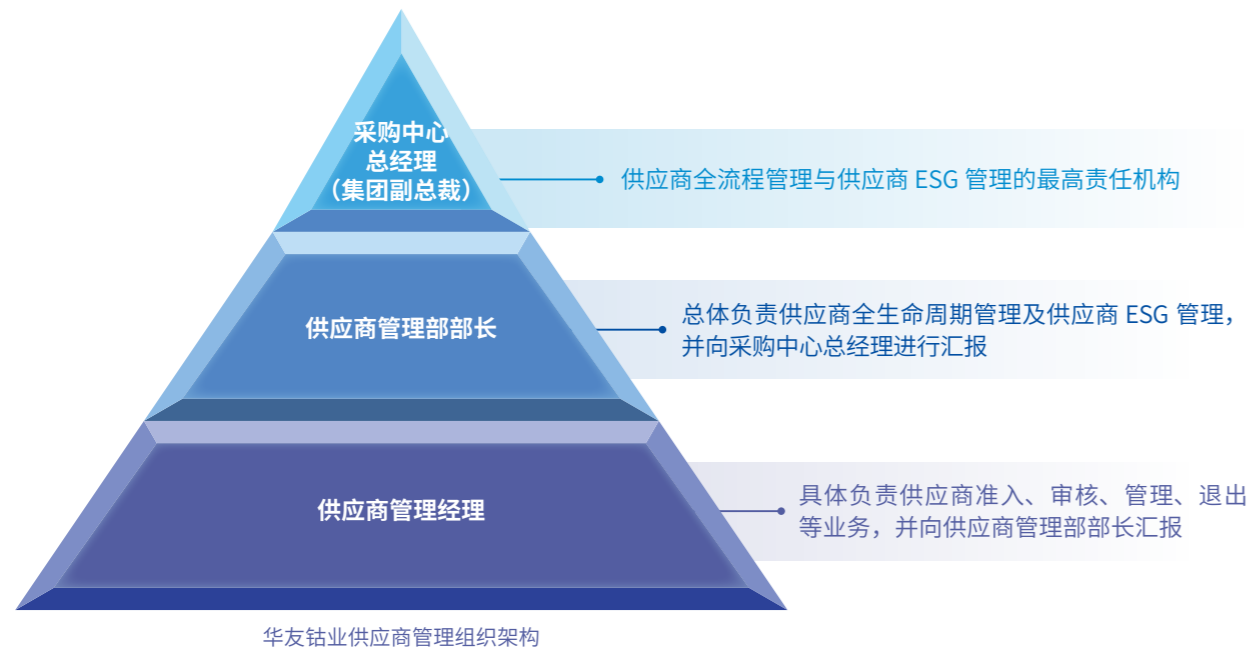 采购中心
总经理
（集团副总裁）
供应商全流程管理与供应商 ESG 管理的最高责任机构
供应商管理部部长
总体负责供应商全生命周期管理及供应商 ESG 管理，
并向采购中心总经理进行汇报
供应商管理经理
具体负责供应商准入、审核、管理、退出
等业务，并向供应商管理部部长汇报
华友钴业供应商管理组织架构